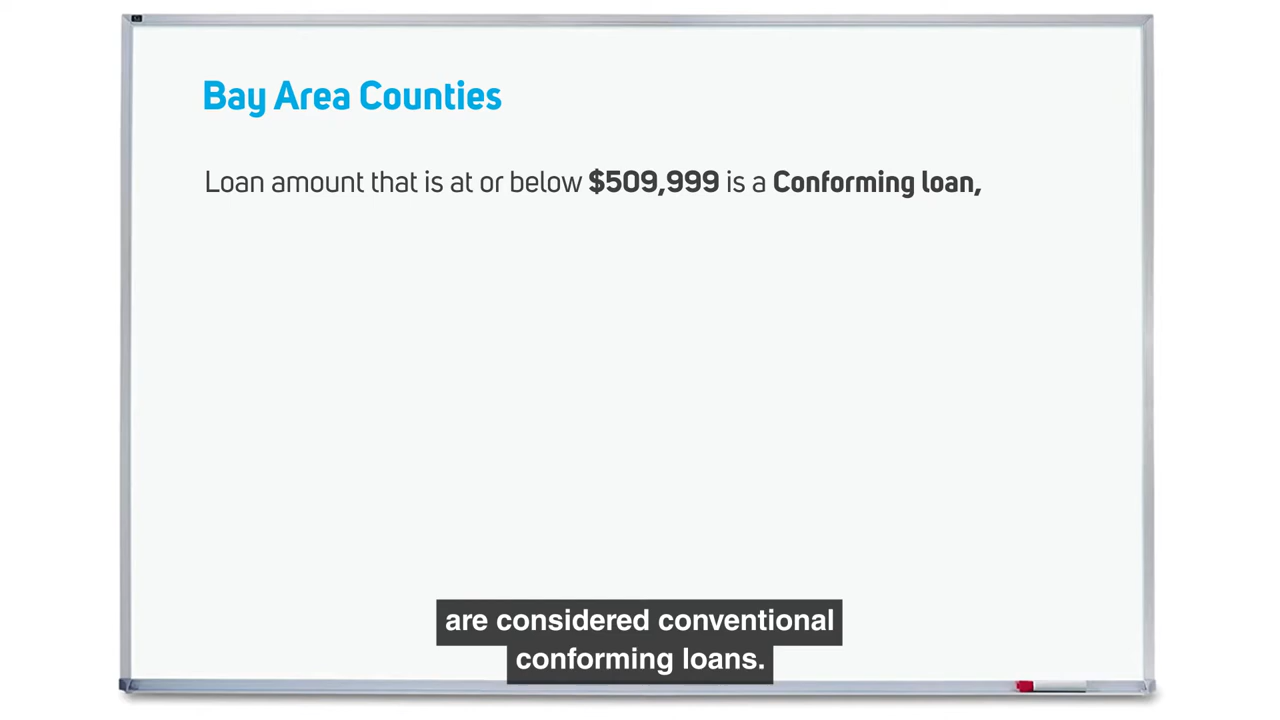 Bay Area Counties
Loan amount that is at or below $509,999 is a Conforming loan,
are considered conventional
conforming loans.